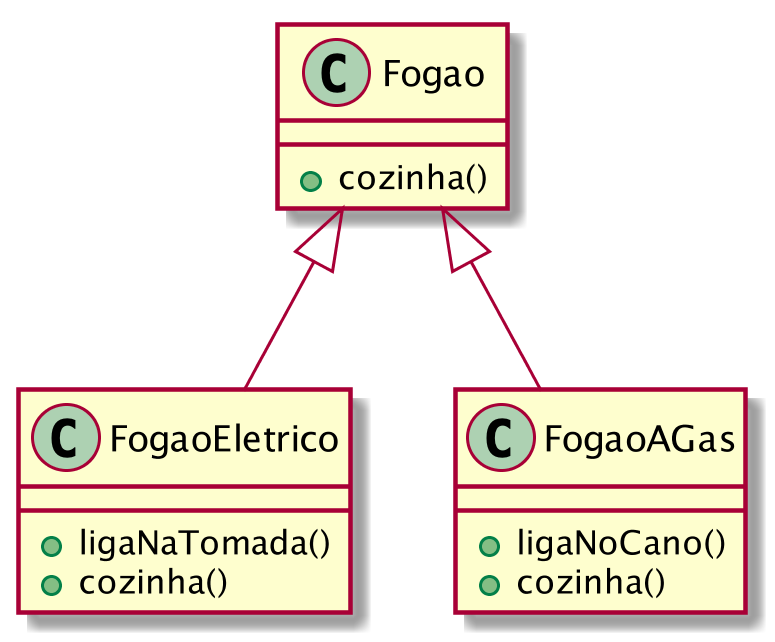 C Fogao
cozinha()
C FogaoEletrico
ligaNaTomada()
cozinha()
C FogaoAGas
ligaNoCano()
cozinha()